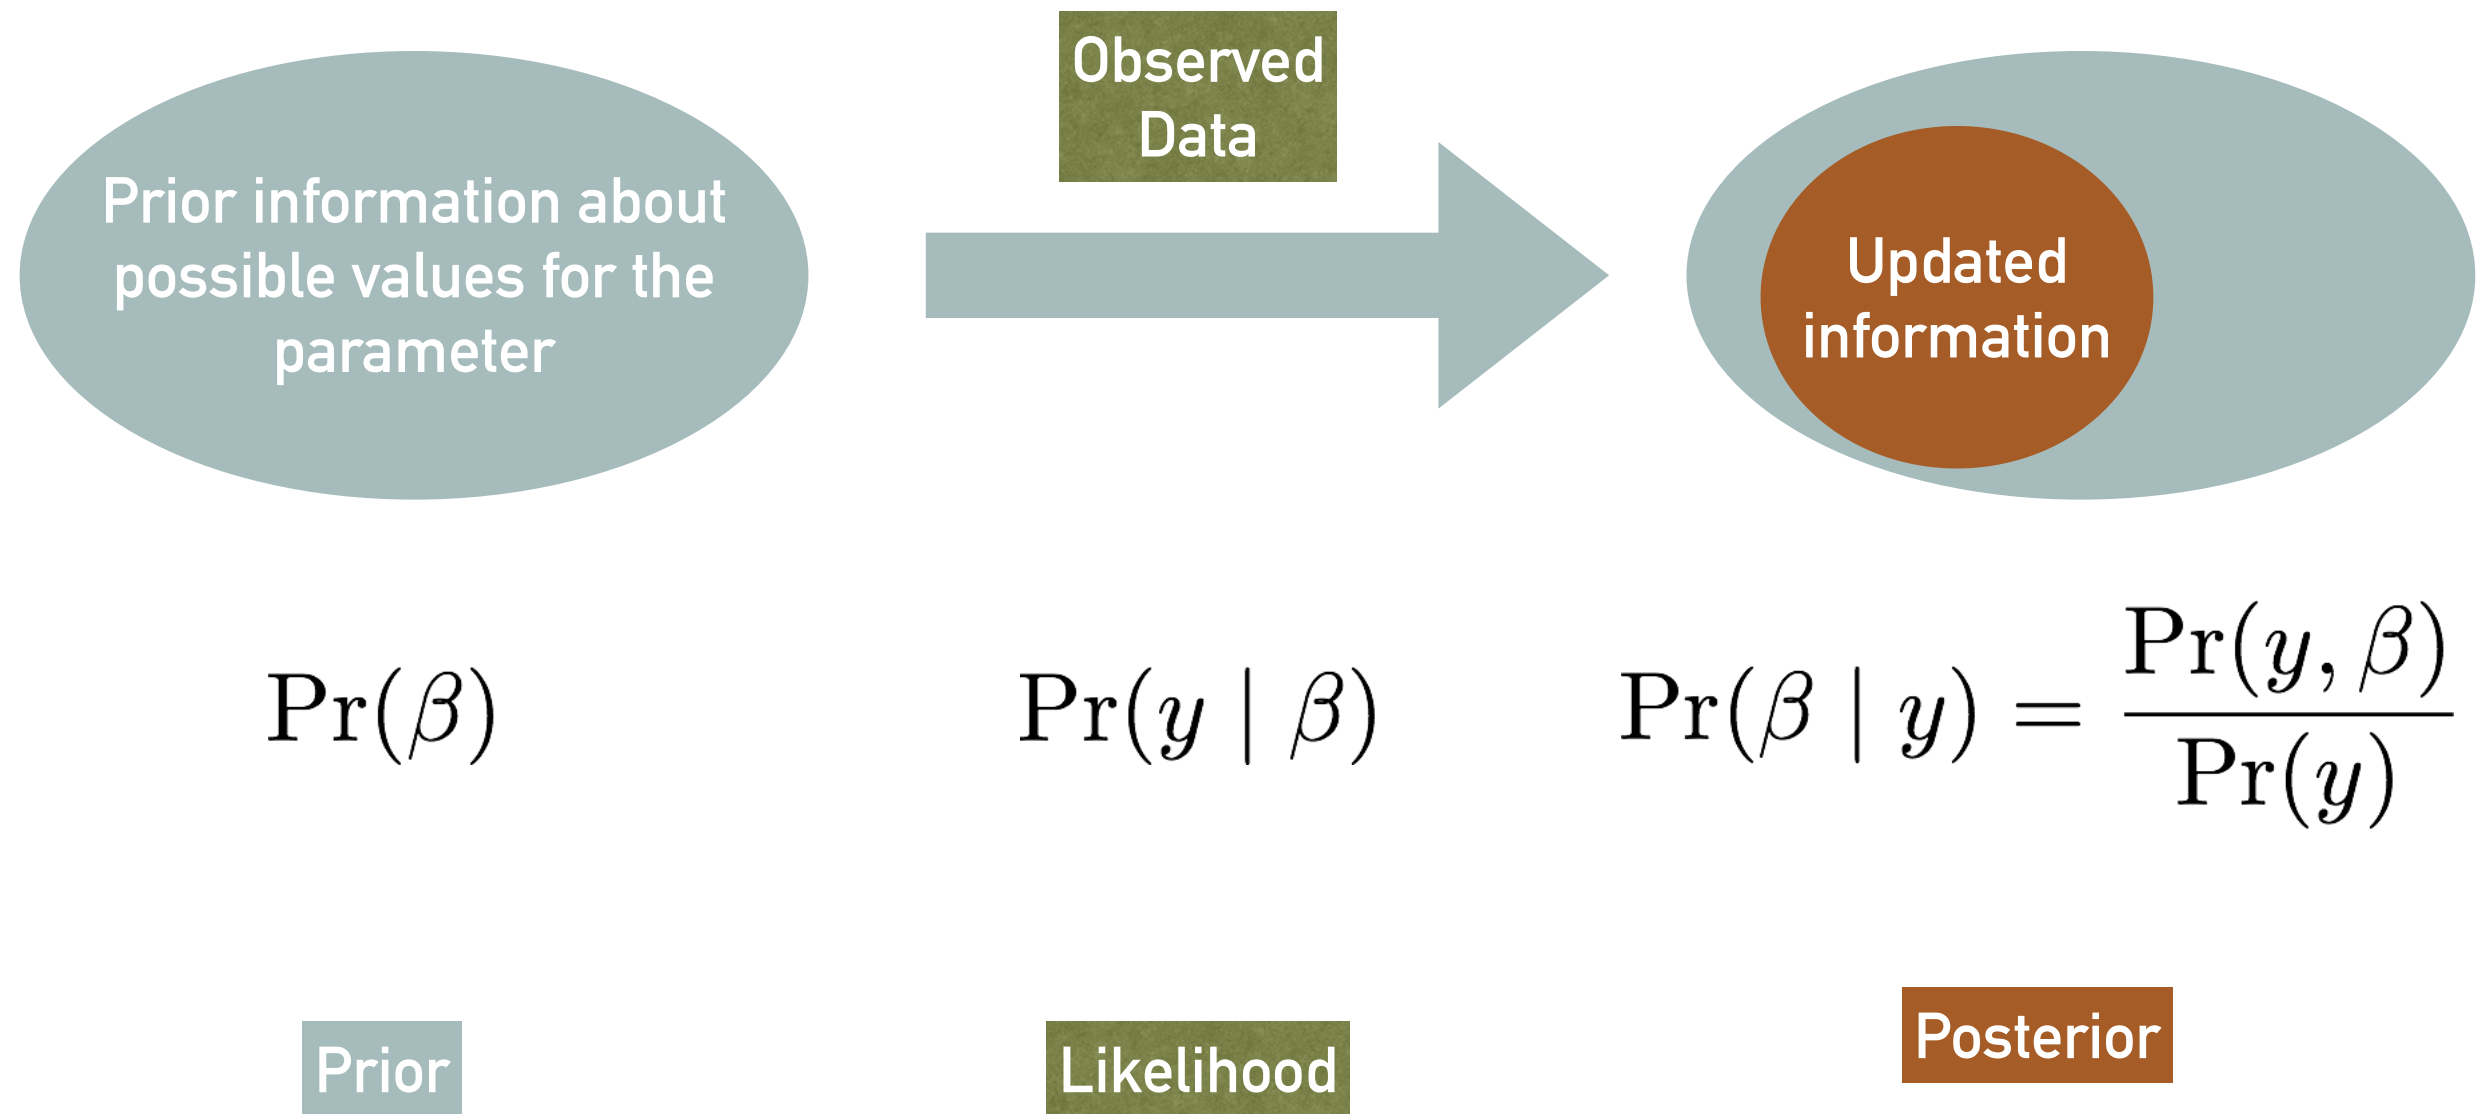 Observed
Data
Prior information about
possible values for the
parameter
Updated
information
Pr(β)
Pr(y | β)
Pr(β | y) = Pr(y, β) / Pr(y)
Prior
Likelihood
Posterior